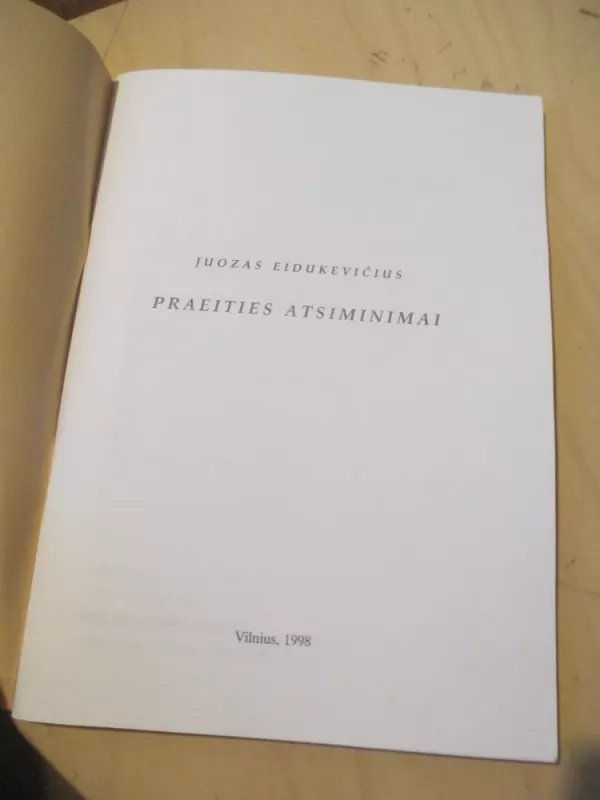 JUOZAS EIDUKEVIČIUS
PRAEITIES ATSIMINIMAI
Vilnius, 1998